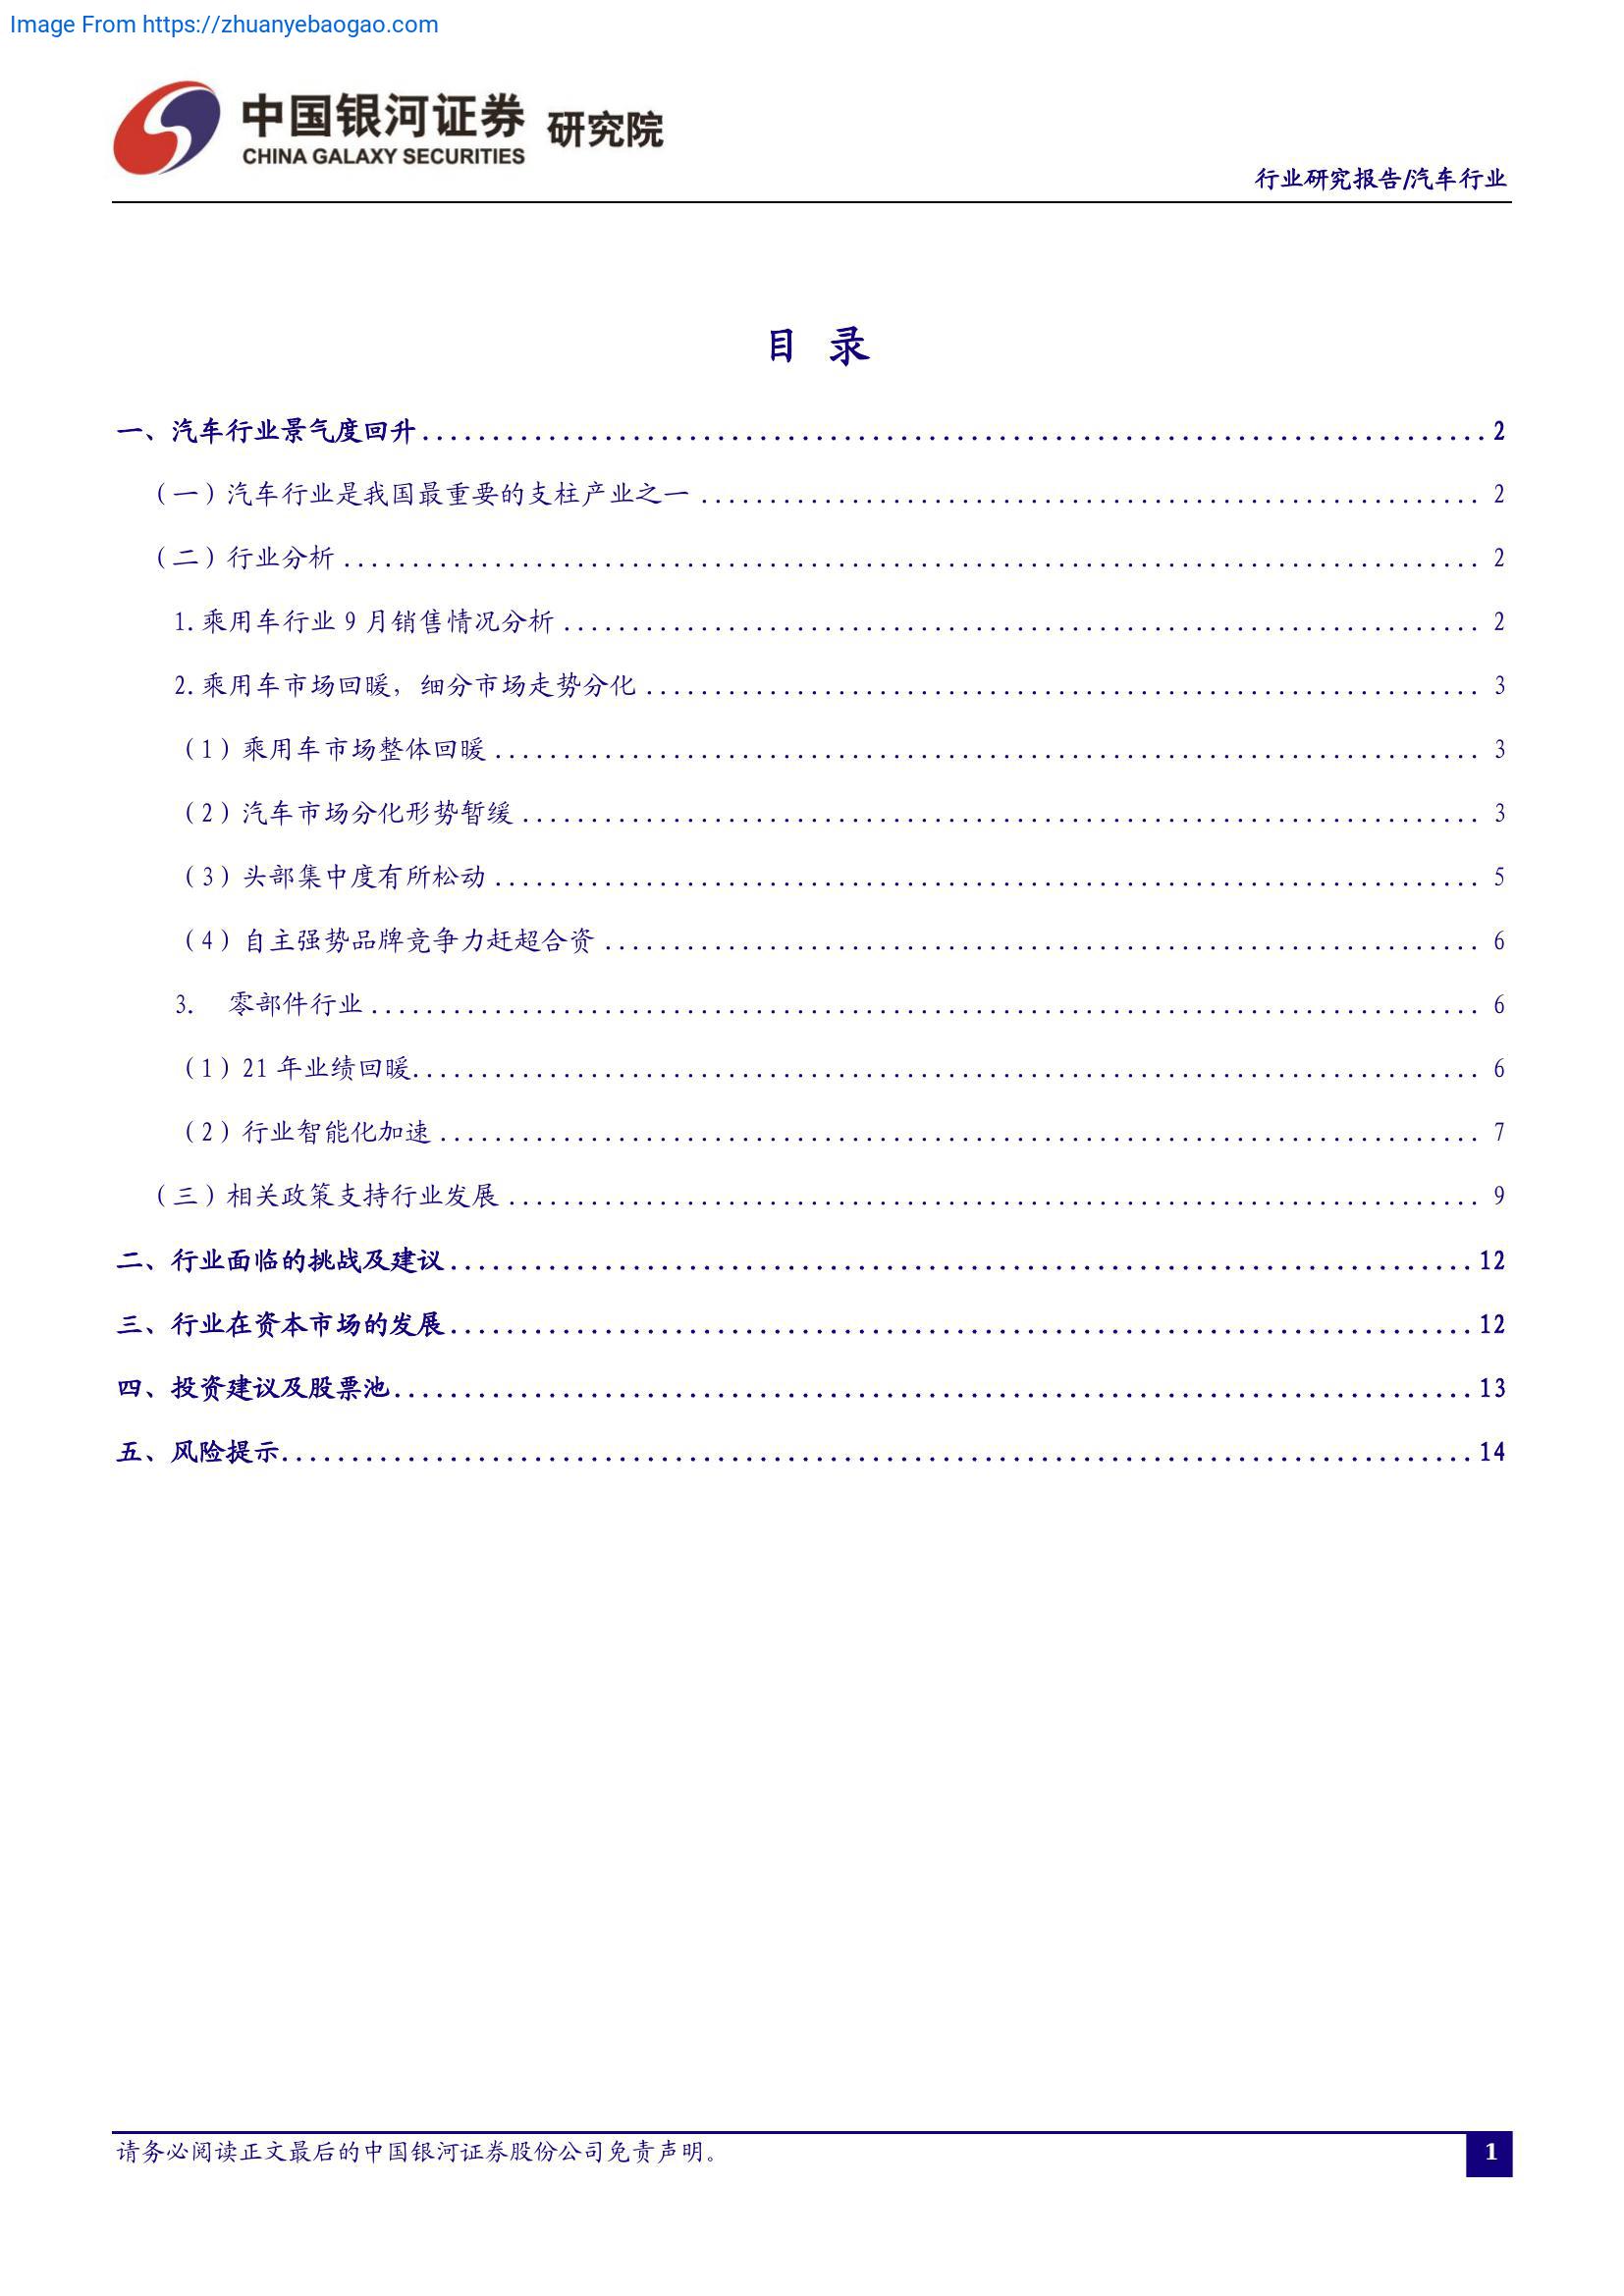 Image From https://zhuanyebaogao.com
中国银河证券 研究院
CHINA GALAXY SECURITIES
行业研究报告/汽车行业
目 录
一、汽车行业景气度回升........................................ 2
（一）汽车行业是我国最重要的支柱产业之一........................................ 2
（二）行业分析........................................ 2
1.乘用车行业 9 月销售情况分析........................................ 2
2.乘用车市场回暖，细分市场走势分化........................................ 3
（1）乘用车市场整体回暖........................................ 3
（2）汽车市场分化形势暂缓........................................ 3
（3）头部集中度有所松动........................................ 5
（4）自主强势品牌竞争力赶超合资........................................ 6
3. 零部件行业........................................ 6
（1）21 年业绩回暖........................................ 6
（2）行业智能化加速........................................ 7
（三）相关政策支持行业发展........................................ 9
二、行业面临的挑战及建议........................................ 12
三、行业在资本市场的发展........................................ 12
四、投资建议及股票池........................................ 13
五、风险提示........................................ 14
请务必阅读正文最后的中国银河证券股份公司免责声明。
1